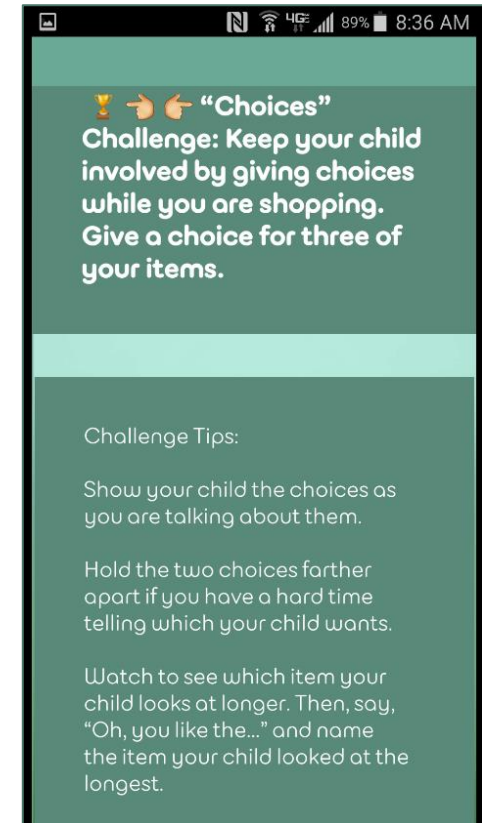 4GE 89% 8:36 AM
🏆 👈 👉 “Choices”
Challenge: Keep your child
involved by giving choices
while you are shopping.
Give a choice for three of
your items.
Challenge Tips:
Show your child the choices as
you are talking about them.
Hold the two choices farther
apart if you have a hard time
telling which your child wants.
Watch to see which item your
child looks at longer. Then, say,
“Oh, you like the...” and name
the item your child looked at the
longest.